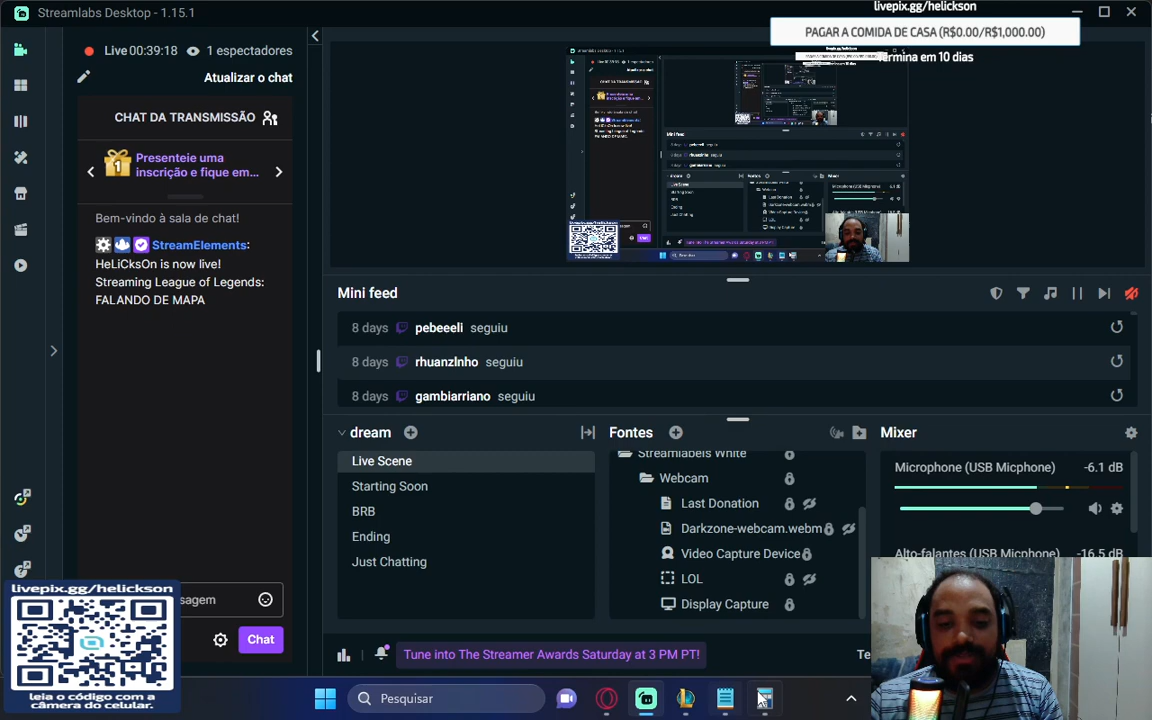 Streamlabs Desktop - 1.15.1
livepix.gg/helickson
PAGAR A COMIDA DE CASA (R$0.00/R$1,000.00)
ermina em 10 dias
Live 00:39:18 1 espectadores
Atualizar o chat
CHAT DA TRANSMISSÃO
1
Presenteie uma
inscrição e fique em...
Bem-vindo à sala de chat!
StreamElements:
HeLiCksOn is now live!
Streaming League of Legends:
FALANDO DE MAPA
Mini feed
8 days pebeeeli seguiu
8 days rhuanzlnho seguiu
8 days gambiarriano seguiu
dream
Live Scene
Starting Soon
BRB
Ending
Just Chatting
Fontes
Streamlabels White
Webcam
Last Donation
Darkzone-webcam.webm
Video Capture Device
LOL
Display Capture
Mixer
Microphone (USB Micphone) -6.1 dB
Alto-falantes (USB Micphone) -16.5 dB
sagem
Chat
livepix.gg/helickson
leia o código com a
câmera do celular.
Tune into The Streamer Awards Saturday at 3 PM PT!
Te
Pesquisar